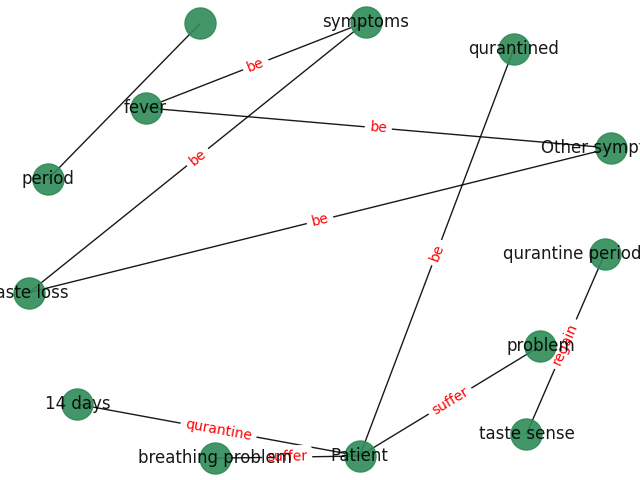 symptoms
qurantined
be
fever
be
Other sympt
be
period
be
be
qurantine period
aste loss
problem
regain
suffer
14 days
qurantine
taste sense
breathing problem
suffer
Patient